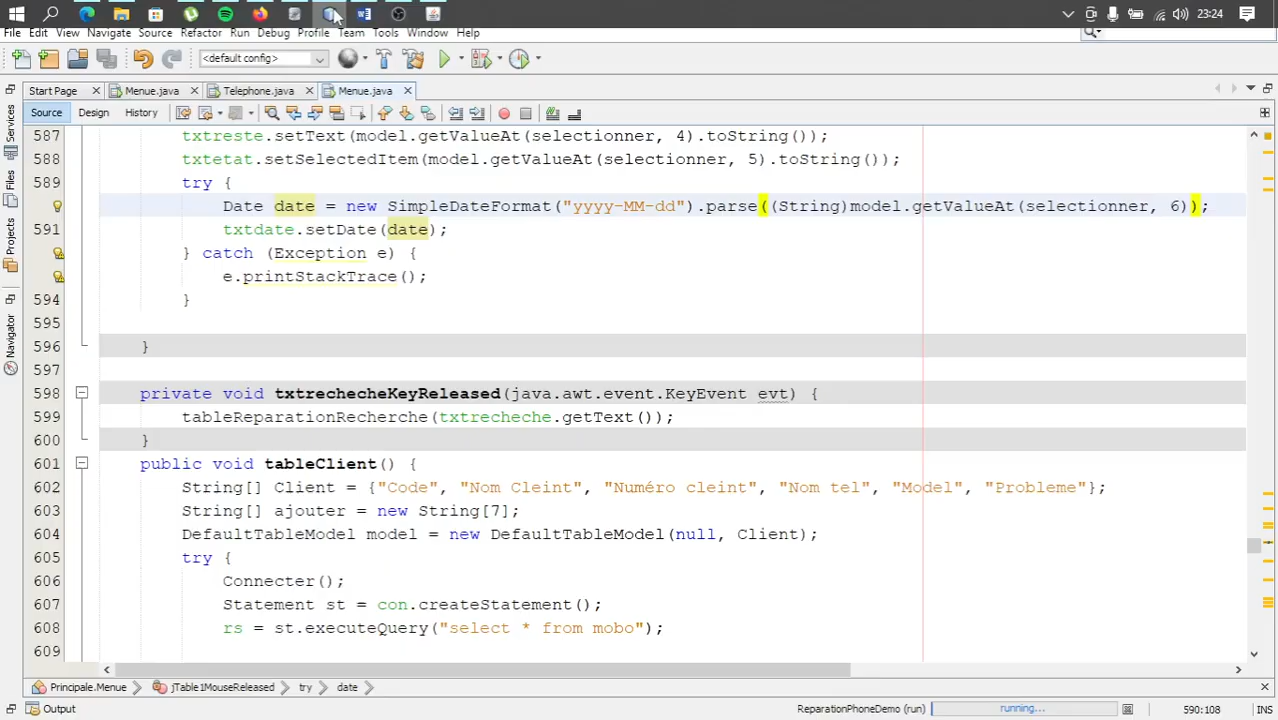 23:24
File Edit View Navigate Source Refactor Run Debug Profile Team Tools Window Help
<default config>
Start Page Menue.java Telephone.java Menue.java
Source Design History
Services
Files
Projects
Navigator
587 txtreste.setText(model.getValueAt(selectionner, 4).toString());
588 txtetat.setSelectedItem(model.getValueAt(selectionner, 5).toString());
589 try {
Date date = new SimpleDateFormat("yyyy-MM-dd").parse((String)model.getValueAt(selectionner, 6));
591 txtdate.setDate(date);
} catch (Exception e) {
e.printStackTrace();
594 }
595
596 }
597
598 private void txtrechecheKeyReleased(java.awt.event.KeyEvent evt) {
599 tableReparationRecherche(txtrecheche.getText());
600 }
601 public void tableClient() {
602 String[] Client = {"Code", "Nom Cleint", "Numéro cleint", "Nom tel", "Model", "Probleme"};
603 String[] ajouter = new String[7];
604 DefaultTableModel model = new DefaultTableModel(null, Client);
605 try {
606 Connecter();
607 Statement st = con.createStatement();
608 rs = st.executeQuery("select * from mobo");
609
Principale.Menue jTable1MouseReleased try date
Output ReparationPhoneDemo (run) running... 590:108 INS